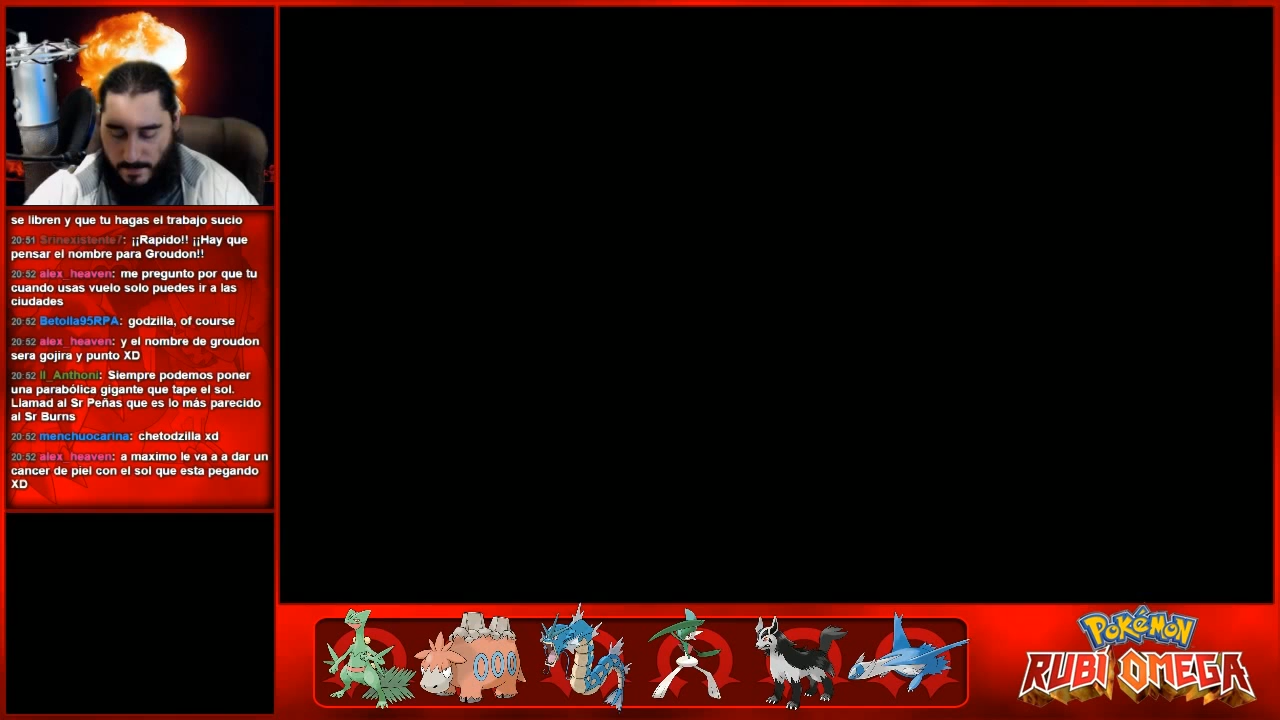 se libren y que tu hagas el trabajo sucio
20:51 Srinexistente7: ¡¡Rapido!! ¡¡Hay que
pensar el nombre para Groudon!!
20:52 alex_heaven: me pregunto por que tu
cuando usas vuelo solo puedes ir a las
ciudades
20:52 Betolla95RPA: godzilla, of course
20:52 alex_heaven: y el nombre de groudon
sera gojira y punto XD
20:52 Il_Anthoni: Siempre podemos poner
una parabólica gigante que tape el sol.
Llamad al Sr Peñas que es lo más parecido
al Sr Burns
20:52 menchuocarina: chetodzilla xd
20:52 alex_heaven: a maximo le va a a dar un
cancer de piel con el sol que esta pegando
XD
POKéMON
RUBI OMEGA